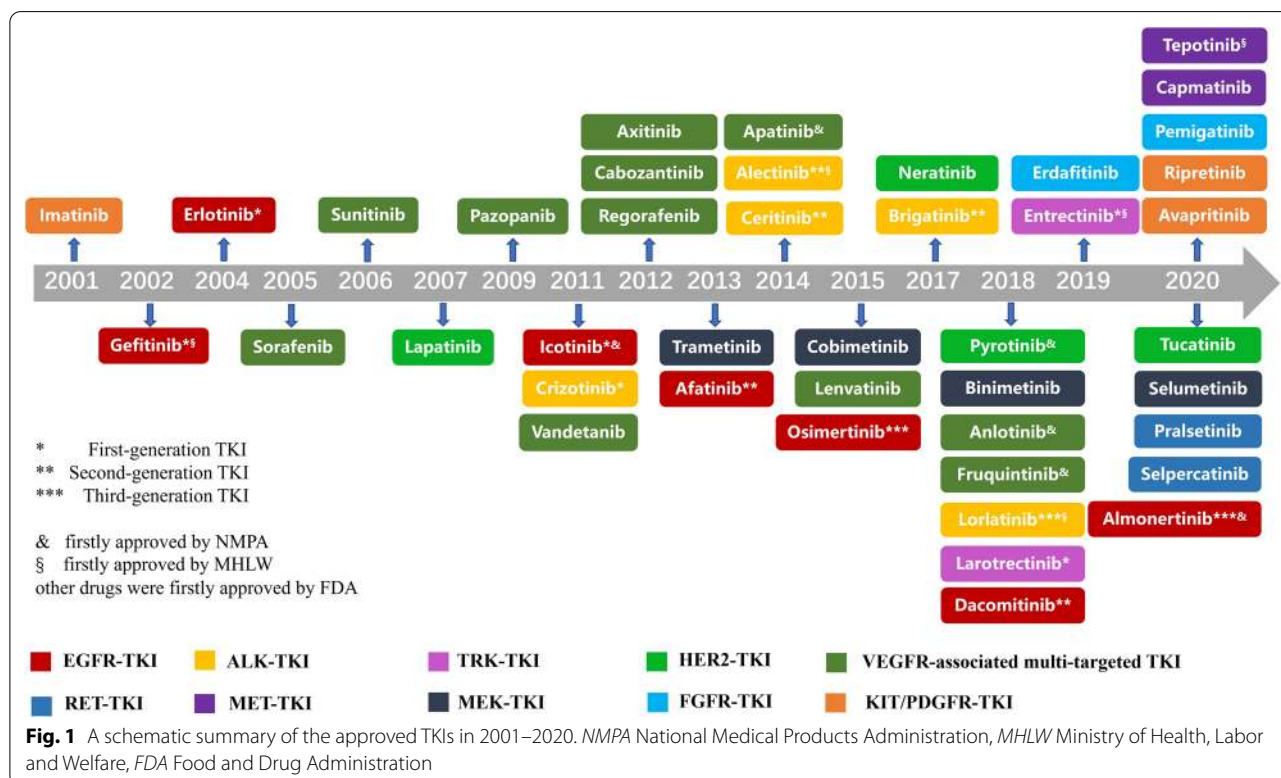 Tepotinib§
Capmatinib
Axitinib Apatinib& Pemigatinib
Cabozantinib Alectinib**§ Neratinib Erdafitinib Ripretinib
Imatinib Erlotinib* Sunitinib Pazopanib Regorafenib Ceritinib** Brigatinib** Entrectinib*§ Avapritinib
2001 2002 2004 2005 2006 2007 2009 2011 2012 2013 2014 2015 2017 2018 2019 2020
Gefitinib*§ Sorafenib Lapatinib Icotinib*& Trametinib Cobimetinib Pyrotinib& Tucatinib
Crizotinib* Afatinib** Lenvatinib Binimetinib Selumetinib
Vandetanib Osimertinib*** Anlotinib& Pralsetinib
* First-generation TKI Fruquintinib& Selpercatinib
** Second-generation TKI
*** Third-generation TKI Lorlatinib***§ Almonertinib***&
& firstly approved by NMPA Larotrectinib*
§ firstly approved by MHLW
other drugs were firstly approved by FDA Dacomitinib**
EGFR-TKI ALK-TKI TRK-TKI HER2-TKI VEGFR-associated multi-targeted TKI
RET-TKI MET-TKI MEK-TKI FGFR-TKI KIT/PDGFR-TKI
Fig. 1 A schematic summary of the approved TKIs in 2001–2020. NMPA National Medical Products Administration, MHLW Ministry of Health, Labor
and Welfare, FDA Food and Drug Administration